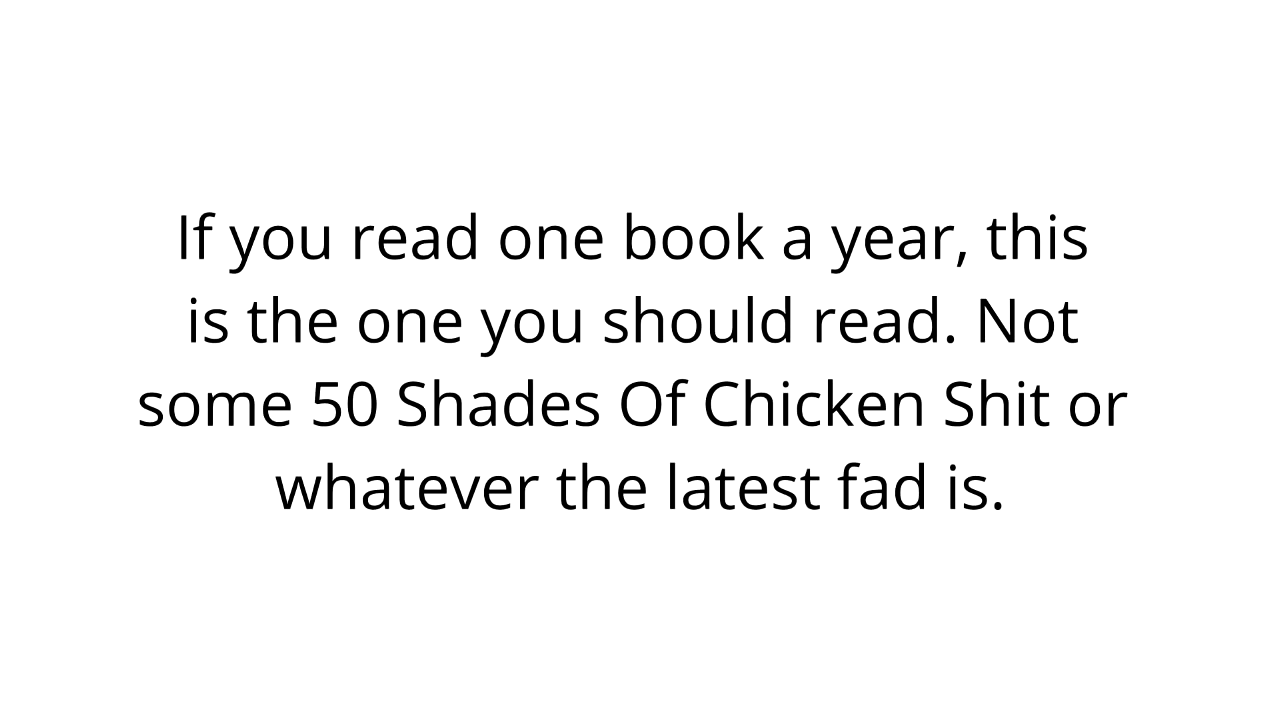 If you read one book a year, this
is the one you should read. Not
some 50 Shades Of Chicken Shit or
whatever the latest fad is.